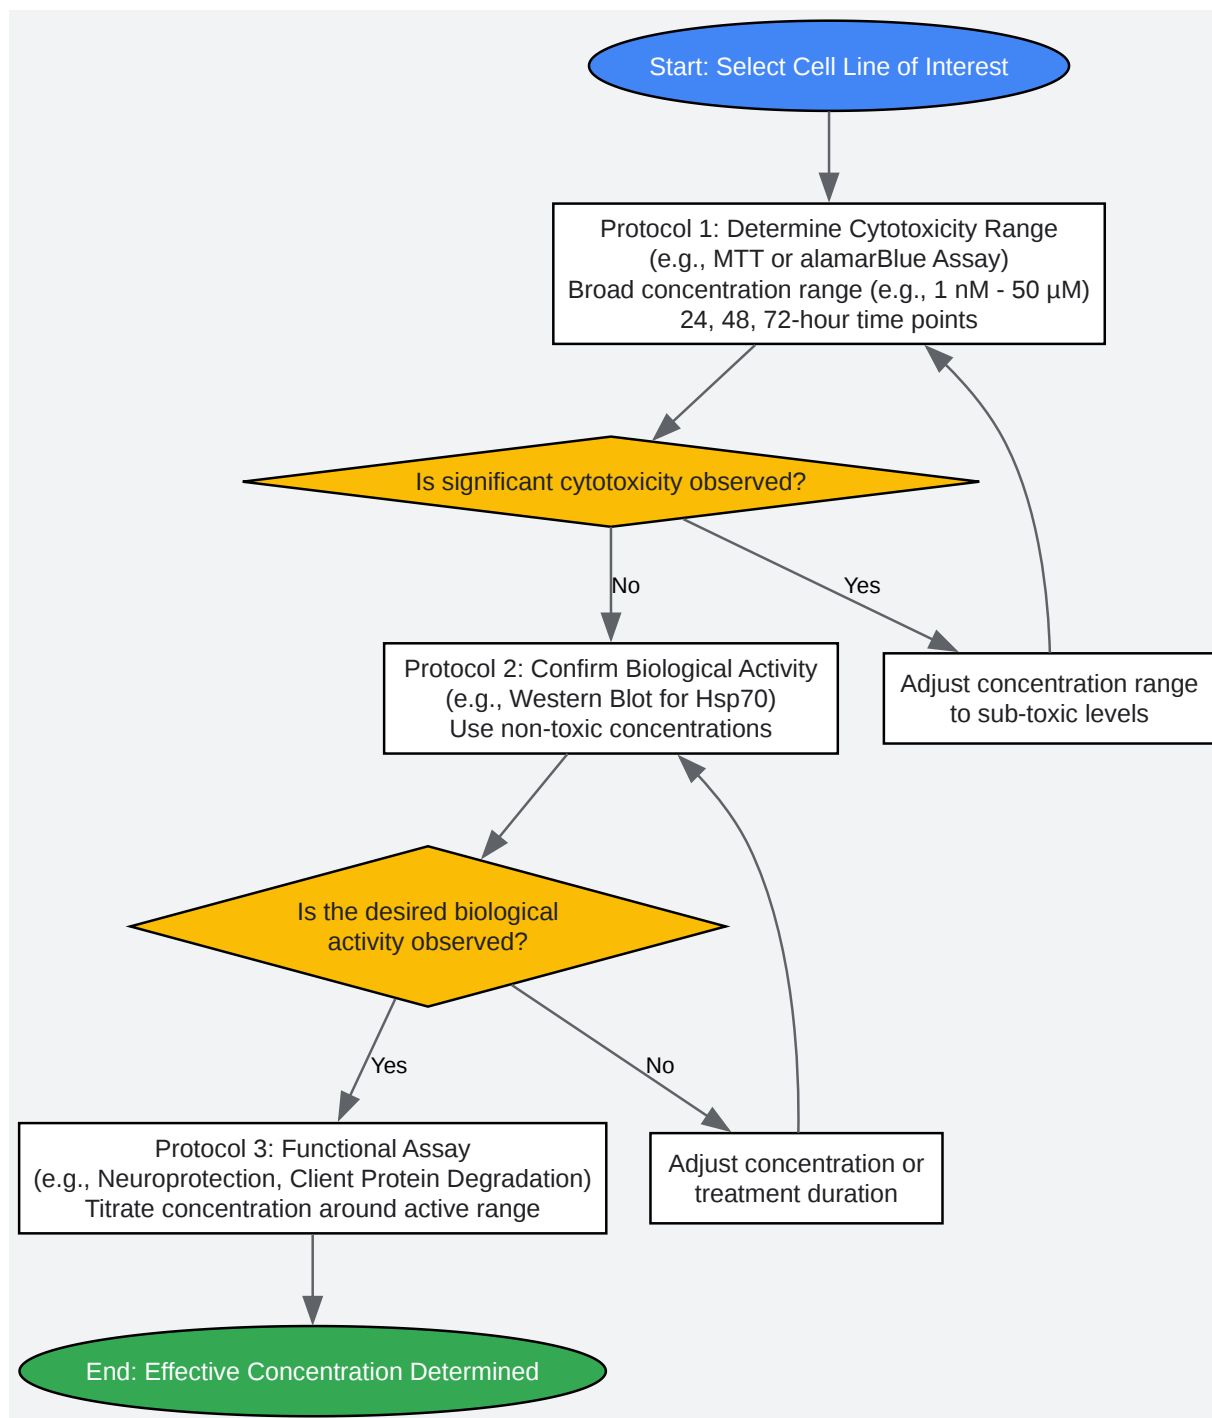 Start: Select Cell Line of Interest
Protocol 1: Determine Cytotoxicity Range
(e.g., MTT or alamarBlue Assay)
Broad concentration range (e.g., 1 nM - 50 µM)
24, 48, 72-hour time points
Is significant cytotoxicity observed?
No
Yes
Protocol 2: Confirm Biological Activity
(e.g., Western Blot for Hsp70)
Use non-toxic concentrations
Adjust concentration range
to sub-toxic levels
Is the desired biological
activity observed?
Yes
No
Protocol 3: Functional Assay
(e.g., Neuroprotection, Client Protein Degradation)
Titrate concentration around active range
Adjust concentration or
treatment duration
End: Effective Concentration Determined